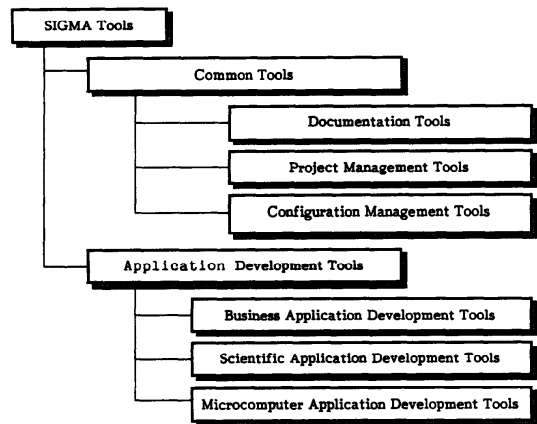 SIGMA Tools
Common Tools
Documentation Tools
Project Management Tools
Configuration Management Tools
Application Development Tools
Business Application Development Tools
Scientific Application Development Tools
Microcomputer Application Development Tools